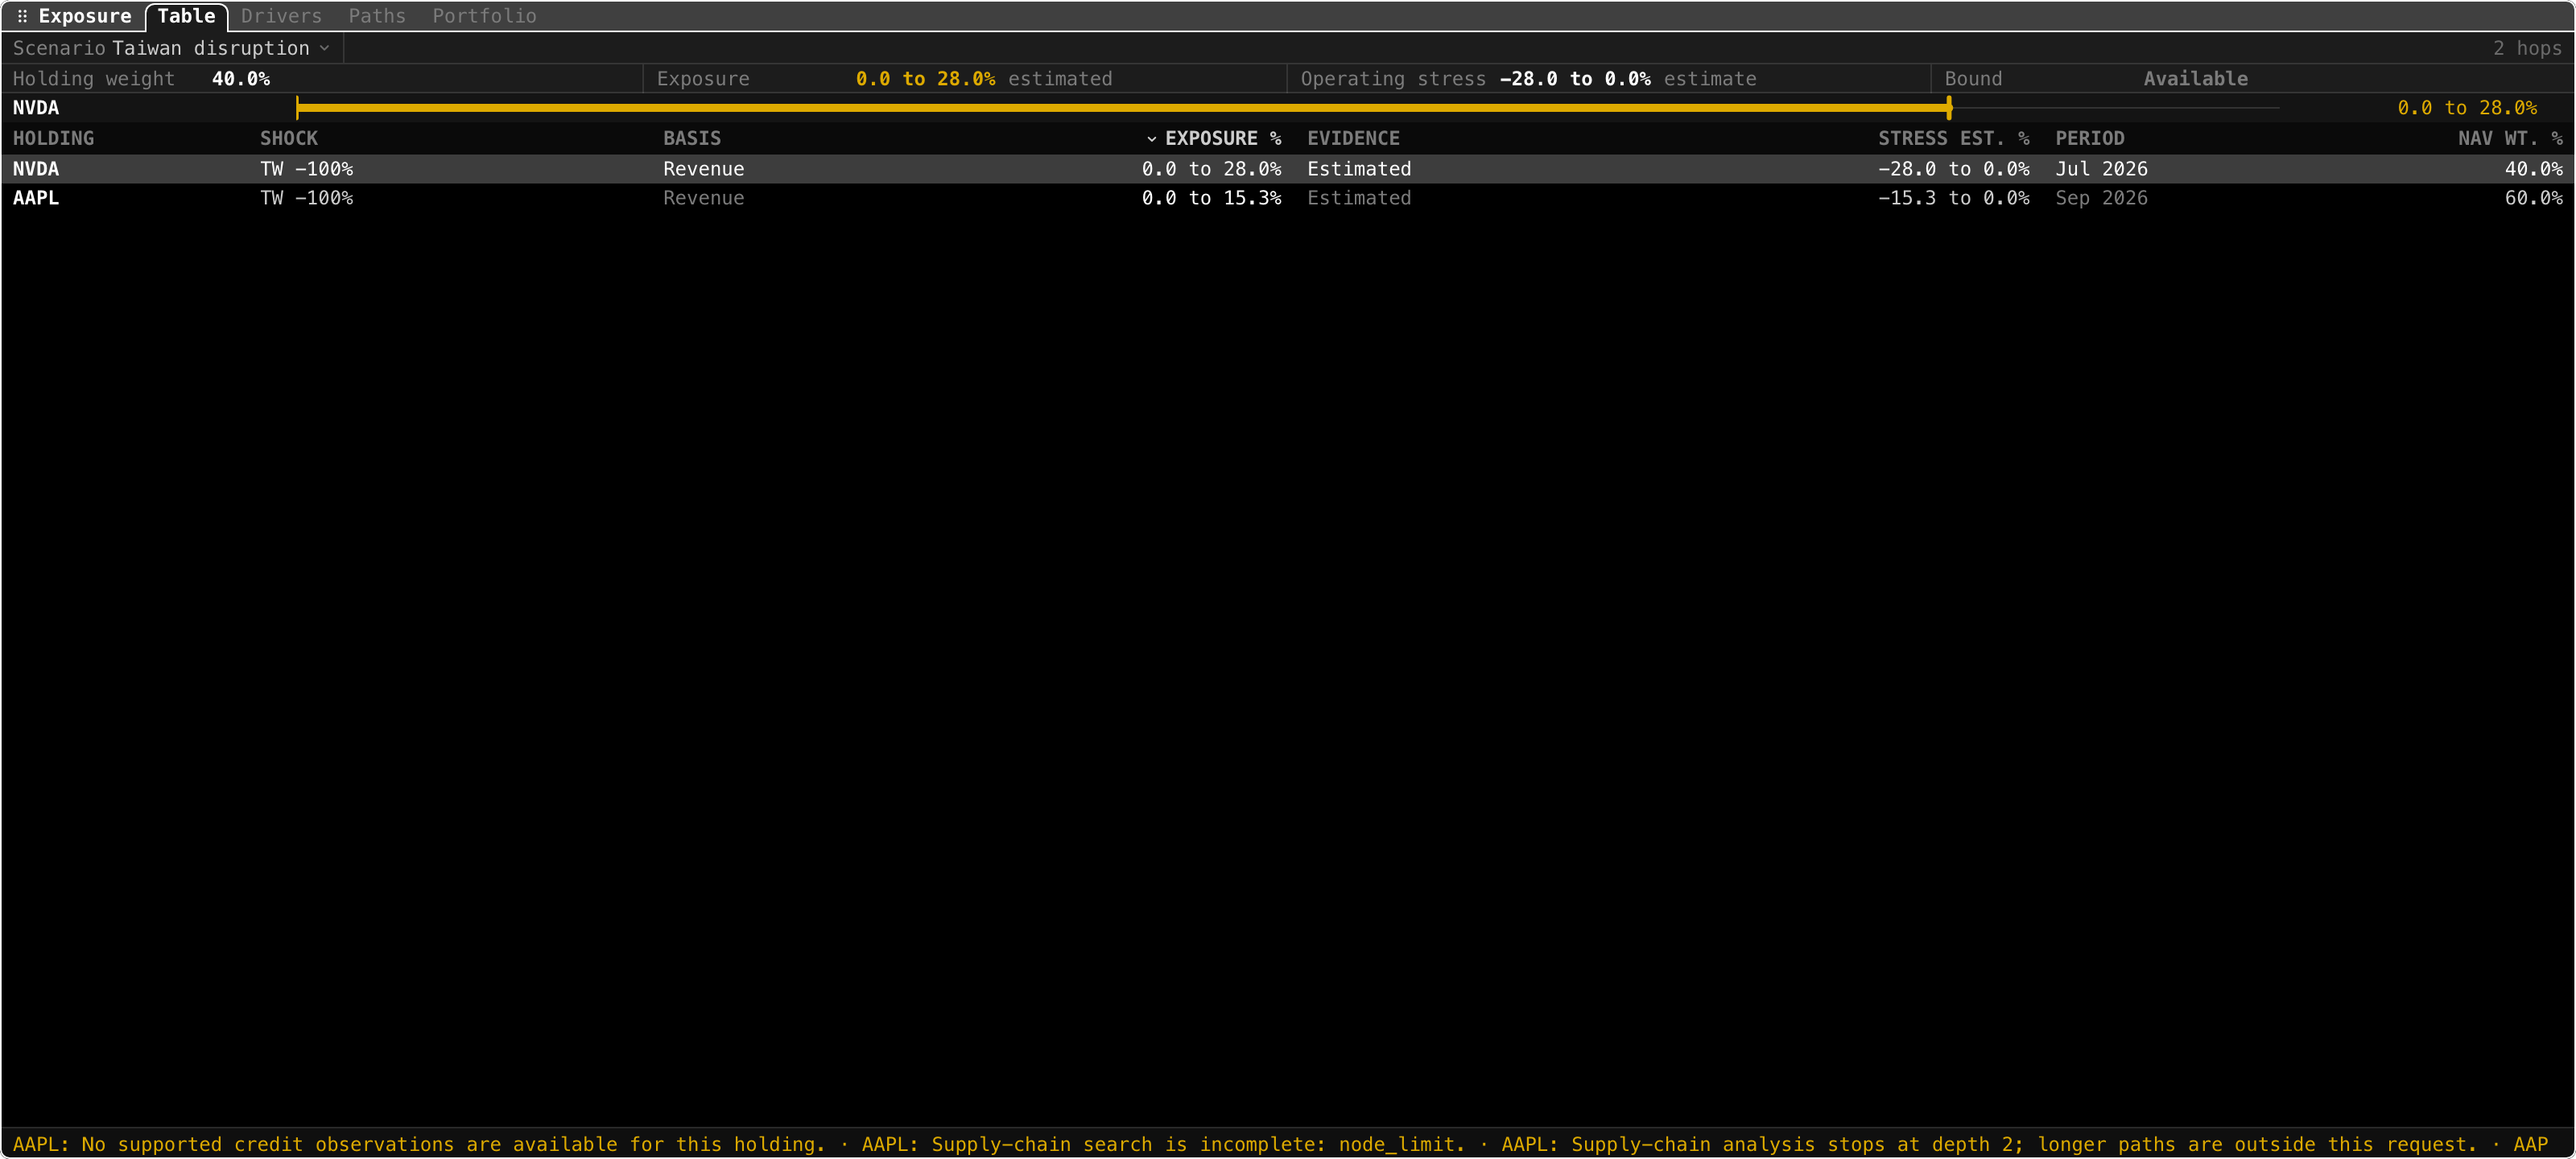 Exposure Table Drivers Paths Portfolio
Scenario Taiwan disruption 2 hops
Holding weight 40.0% Exposure 0.0 to 28.0% estimated Operating stress −28.0 to 0.0% estimate Bound Available
NVDA 0.0 to 28.0%
HOLDING SHOCK BASIS EXPOSURE % EVIDENCE STRESS EST. % PERIOD NAV WT. %
NVDA TW −100% Revenue 0.0 to 28.0% Estimated −28.0 to 0.0% Jul 2026 40.0%
AAPL TW −100% Revenue 0.0 to 15.3% Estimated −15.3 to 0.0% Sep 2026 60.0%
AAPL: No supported credit observations are available for this holding. · AAPL: Supply-chain search is incomplete: node_limit. · AAPL: Supply-chain analysis stops at depth 2; longer paths are outside this request. · AAP